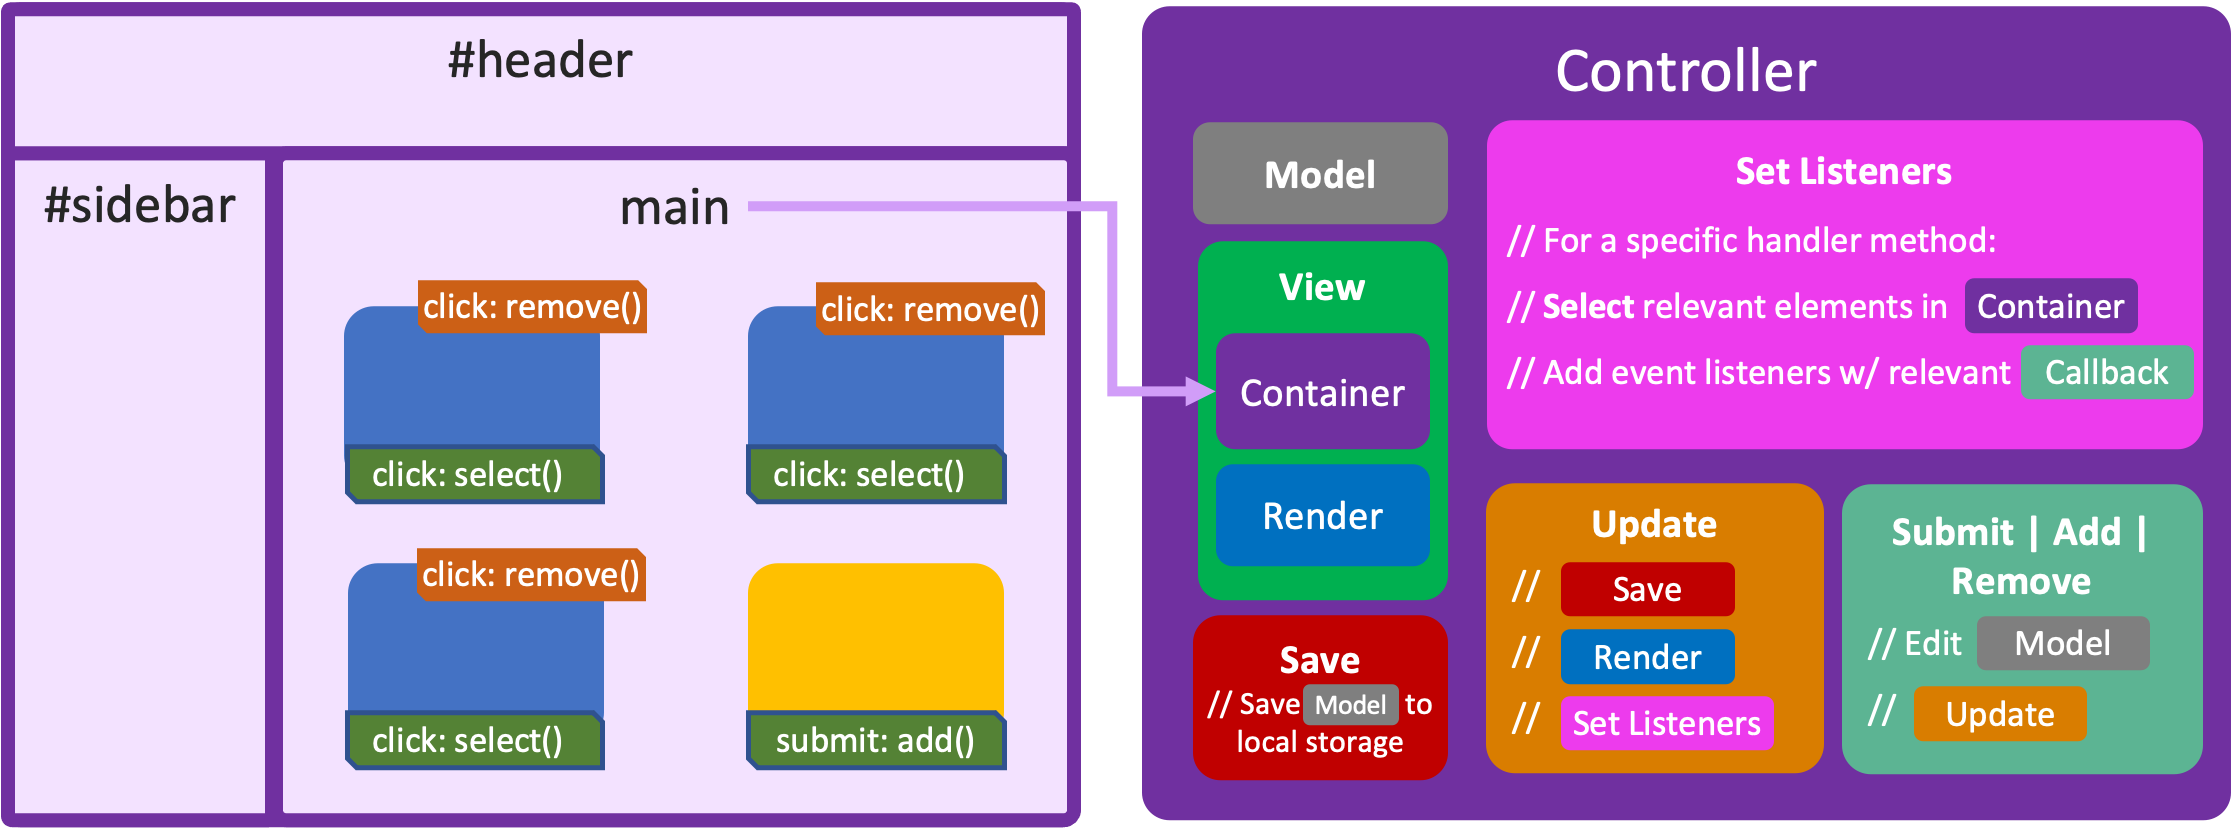 #header
#sidebar
main
click: remove()
click: remove()
click: select()
click: select()
click: remove()
click: select()
submit: add()
Controller
Model
View
Container
Render
Save
// Save Model to
local storage
Set Listeners
// For a specific handler method:
// Select relevant elements in Container
// Add event listeners w/ relevant Callback
Update
// Save
// Render
// Set Listeners
Submit | Add |
Remove
// Edit Model
// Update